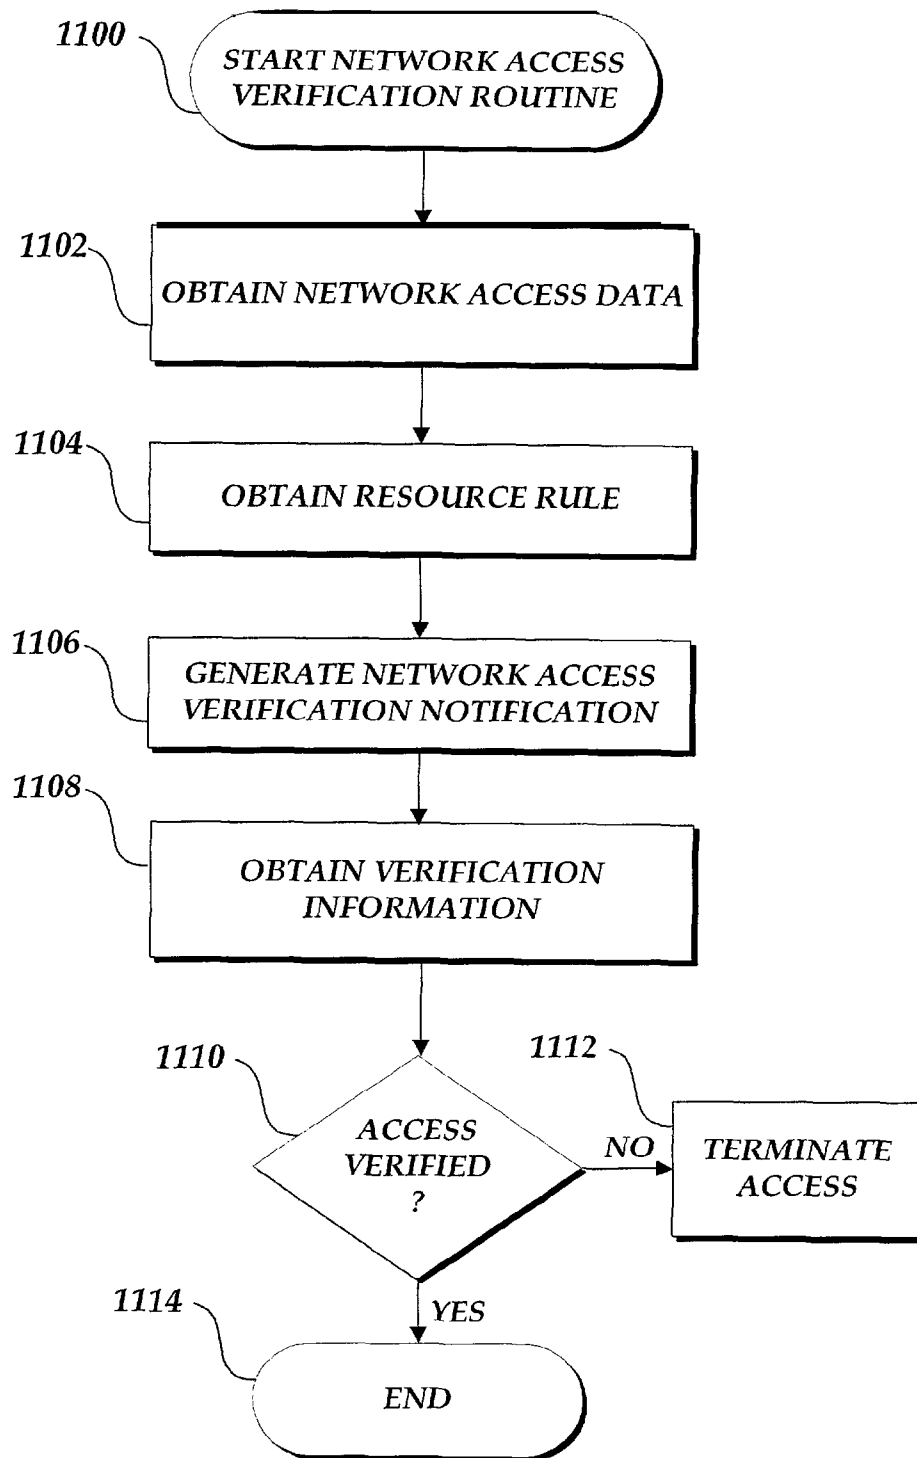 1100
START NETWORK ACCESS
VERIFICATION ROUTINE
1102
OBTAIN NETWORK ACCESS DATA
1104
OBTAIN RESOURCE RULE
1106
GENERATE NETWORK ACCESS
VERIFICATION NOTIFICATION
1108
OBTAIN VERIFICATION
INFORMATION
1110
ACCESS
VERIFIED
?
NO
1112
TERMINATE
ACCESS
YES
1114
END